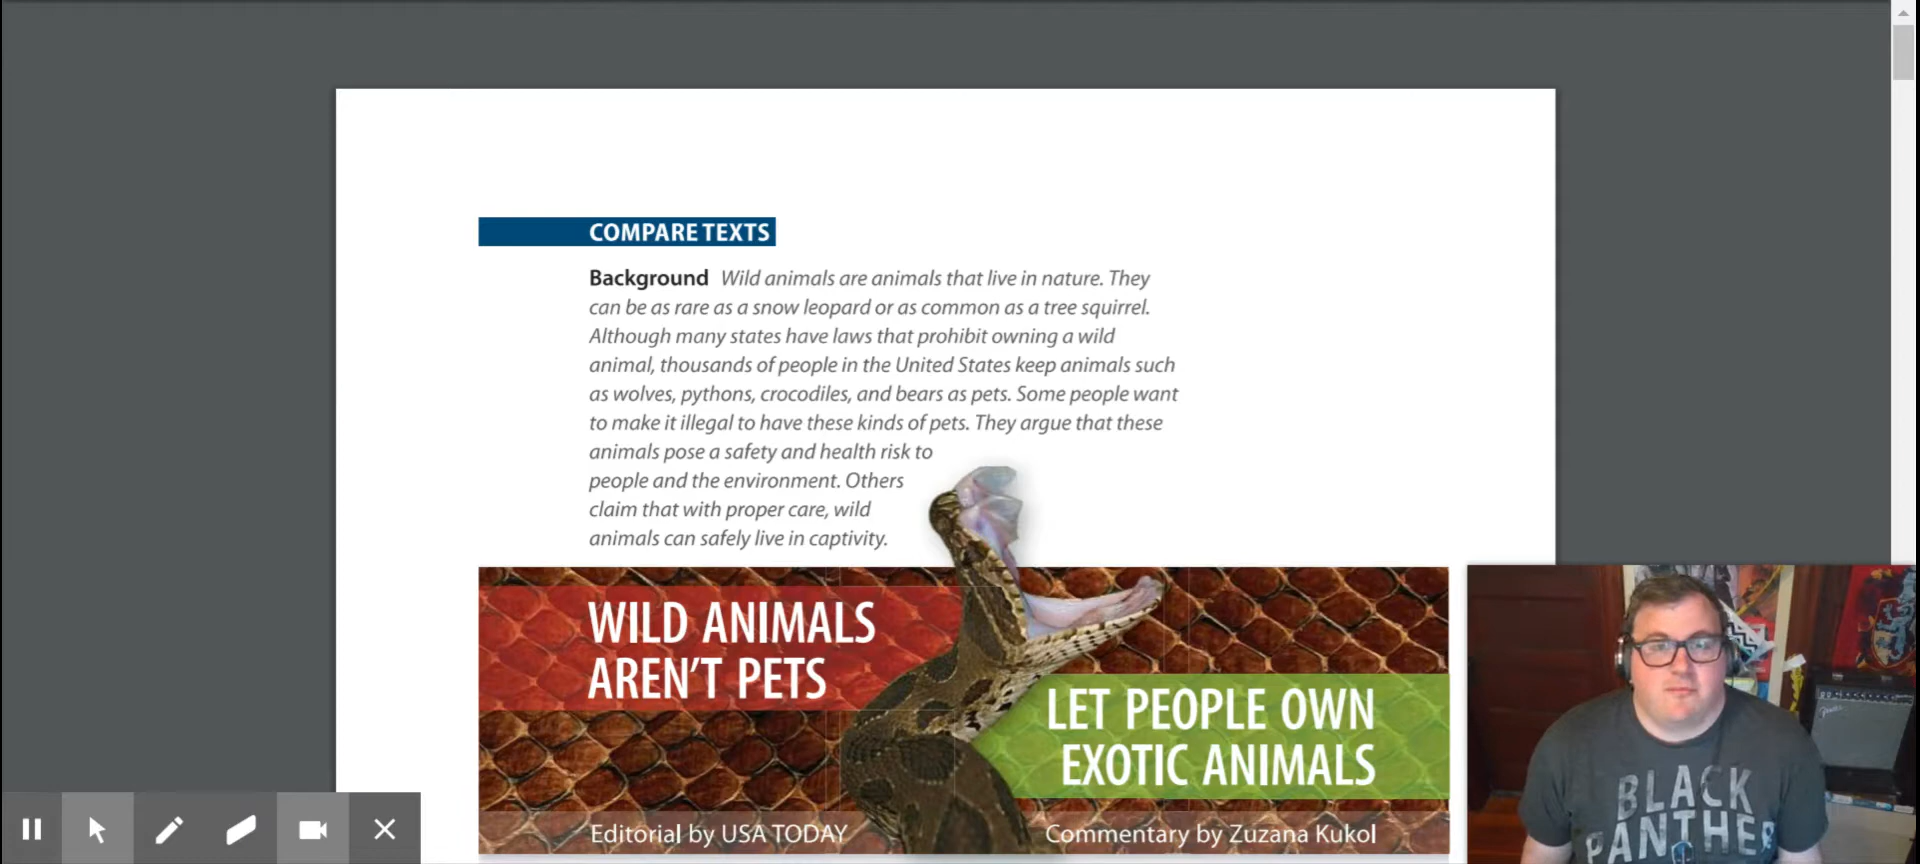 COMPARE TEXTS
Background Wild animals are animals that live in nature. They
can be as rare as a snow leopard or as common as a tree squirrel.
Although many states have laws that prohibit owning a wild
animal, thousands of people in the United States keep animals such
as wolves, pythons, crocodiles, and bears as pets. Some people want
to make it illegal to have these kinds of pets. They argue that these
animals pose a safety and health risk to
people and the environment. Others
claim that with proper care, wild
animals can safely live in captivity.
WILD ANIMALS
AREN'T PETS
LET PEOPLE OWN
EXOTIC ANIMALS
Editorial by USA TODAY
Commentary by Zuzana Kukol
Fender
BLACK
PANTHER